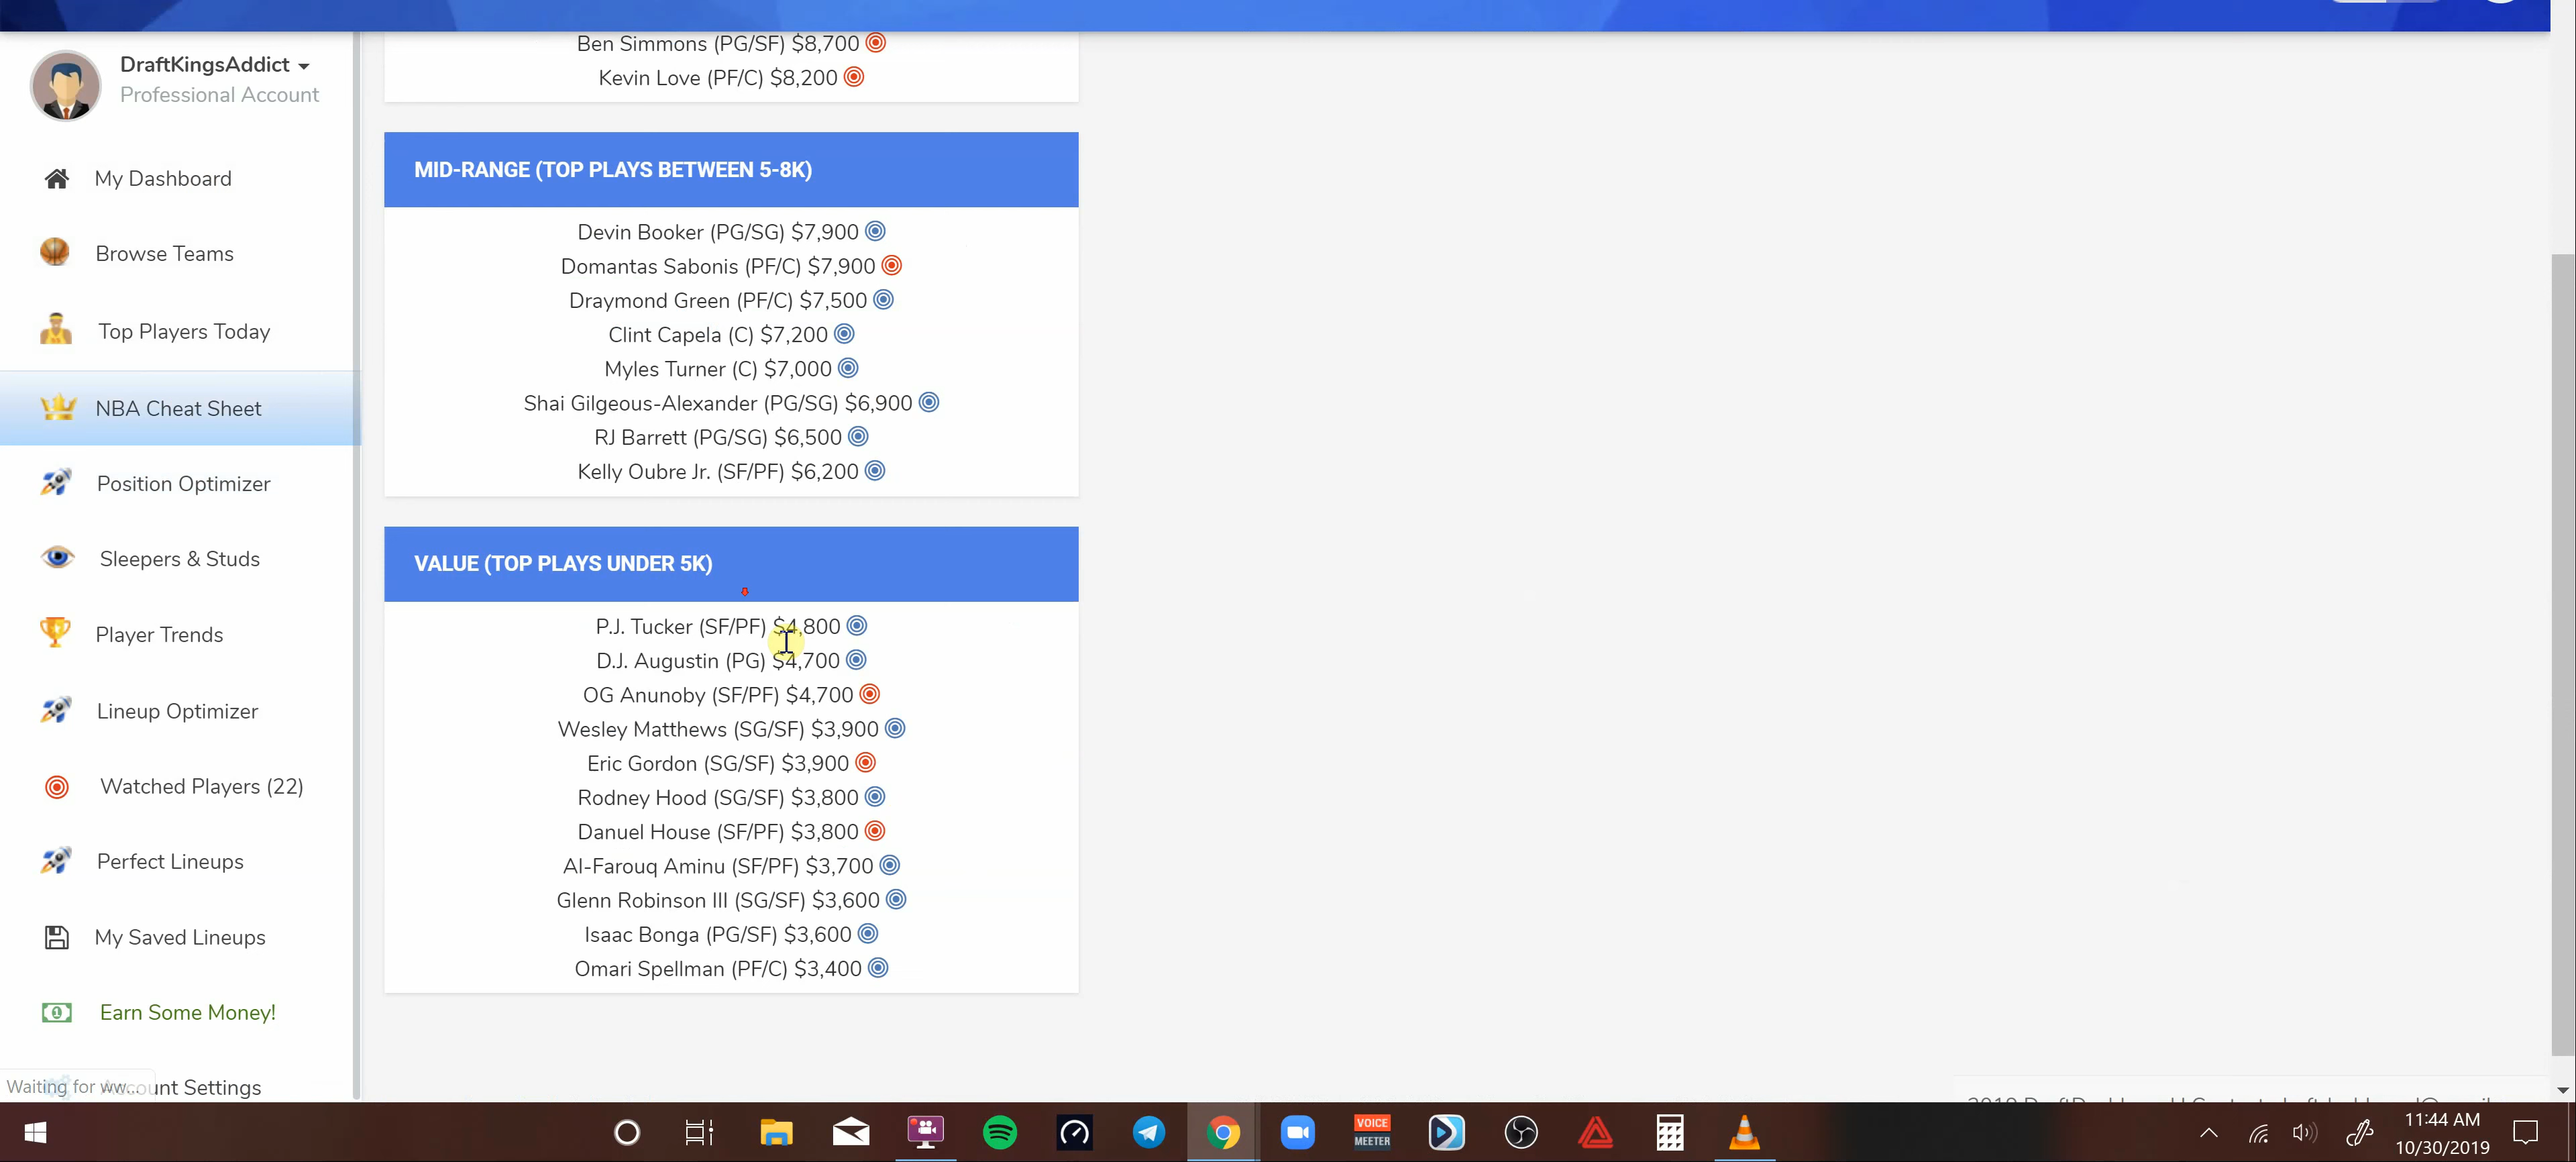 DraftKingsAddict
Professional Account
My Dashboard
Browse Teams
Top Players Today
NBA Cheat Sheet
Position Optimizer
Sleepers & Studs
Player Trends
Lineup Optimizer
Watched Players (22)
Perfect Lineups
My Saved Lineups
Earn Some Money!
Account Settings
Waiting for ww...
Ben Simmons (PG/SF) $8,700
Kevin Love (PF/C) $8,200
MID-RANGE (TOP PLAYS BETWEEN 5-8K)
Devin Booker (PG/SG) $7,900
Domantas Sabonis (PF/C) $7,900
Draymond Green (PF/C) $7,500
Clint Capela (C) $7,200
Myles Turner (C) $7,000
Shai Gilgeous-Alexander (PG/SG) $6,900
RJ Barrett (PG/SG) $6,500
Kelly Oubre Jr. (SF/PF) $6,200
VALUE (TOP PLAYS UNDER 5K)
P.J. Tucker (SF/PF) $4,800
D.J. Augustin (PG) $4,700
OG Anunoby (SF/PF) $4,700
Wesley Matthews (SG/SF) $3,900
Eric Gordon (SG/SF) $3,900
Rodney Hood (SG/SF) $3,800
Danuel House (SF/PF) $3,800
Al-Farouq Aminu (SF/PF) $3,700
Glenn Robinson III (SG/SF) $3,600
Isaac Bonga (PG/SF) $3,600
Omari Spellman (PF/C) $3,400
VOICE
MEETER
11:44 AM
10/30/2019